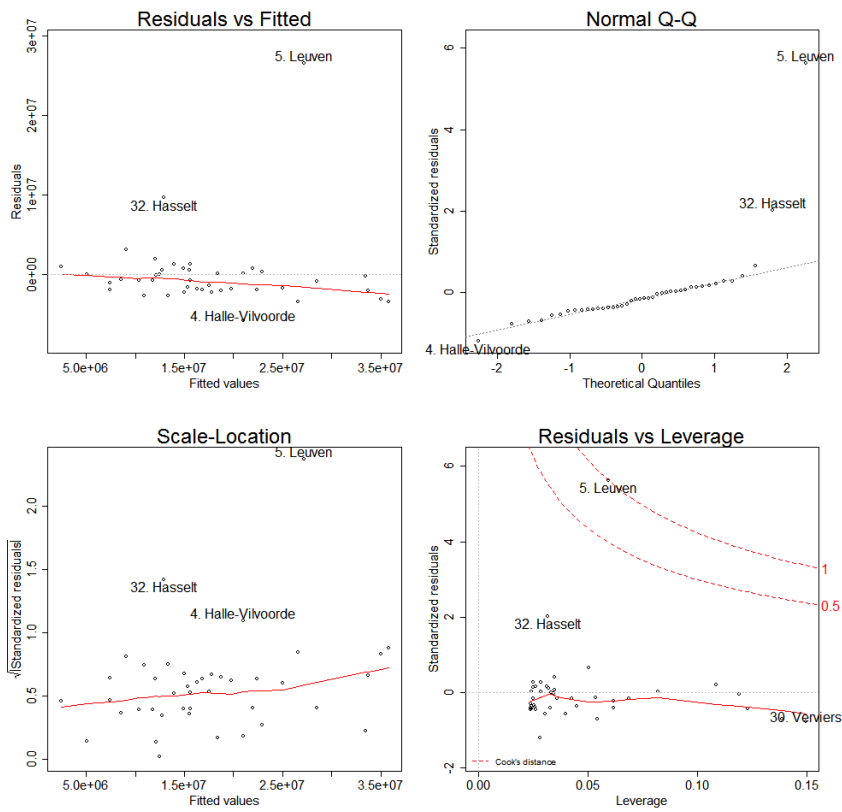 Residuals vs Fitted
3e+07
2e+07
1e+07
0e+00
Residuals
5. Leuven
32. Hasselt
4. Halle-Vilvoorde
5.0e+06 1.5e+07 2.5e+07 3.5e+07
Fitted values
Normal Q-Q
6
4
2
0
Standardized residuals
5. Leuven
32. Hasselt
4. Halle-Vilvoorde
-2 -1 0 1 2
Theoretical Quantiles
Scale-Location
2.0
1.5
1.0
0.5
0.0
√|Standardized residuals|
5. Leuven
32. Hasselt
4. Halle-Vilvoorde
5.0e+06 1.5e+07 2.5e+07 3.5e+07
Fitted values
Residuals vs Leverage
6
4
2
0
-2
Standardized residuals
5. Leuven
1
0.5
32. Hasselt
30. Verviers
Cook's distance
0.00 0.05 0.10 0.15
Leverage